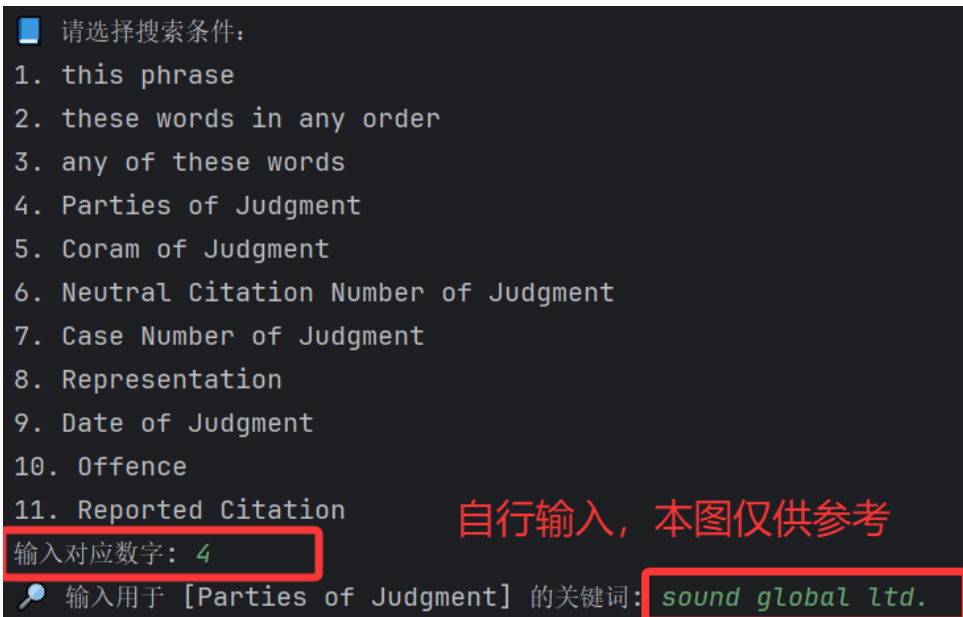 📘 请选择搜索条件:
1. this phrase
2. these words in any order
3. any of these words
4. Parties of Judgment
5. Coram of Judgment
6. Neutral Citation Number of Judgment
7. Case Number of Judgment
8. Representation
9. Date of Judgment
10. Offence
11. Reported Citation
自行输入，本图仅供参考
输入对应数字: 4
🔎 输入用于 [Parties of Judgment] 的关键词: sound global ltd.